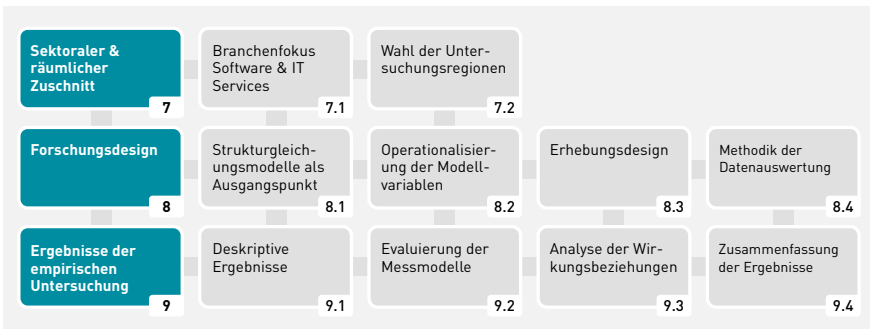 Sektoraler &
räumlicher
Zuschnitt
7
Branchenfokus
Software & IT
Services
7.1
Wahl der Unter-
suchungsregionen
7.2
Forschungsdesign
8
Strukturgleich-
ungsmodelle als
Ausgangspunkt
8.1
Operationalisier-
ung der Modell-
variablen
8.2
Erhebungsdesign
8.3
Methodik der
Datenauswertung
8.4
Ergebnisse der
empirischen
Untersuchung
9
Deskriptive
Ergebnisse
9.1
Evaluierung der
Messmodelle
9.2
Analyse der Wir-
kungsbeziehungen
9.3
Zusammenfassung
der Ergebnisse
9.4